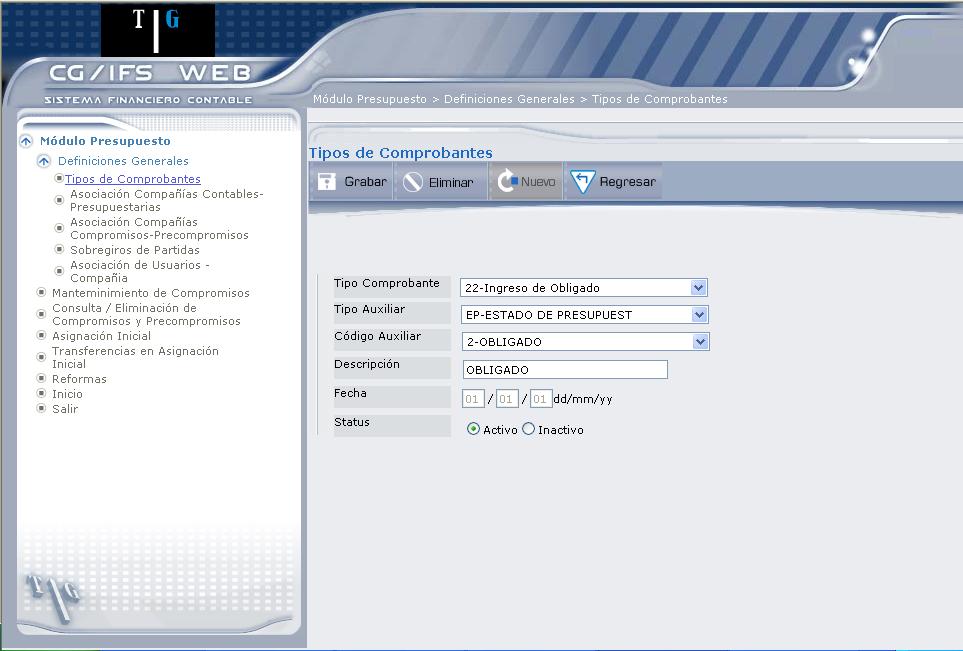 T|G
CG/IFS WEB
SISTEMA FINANCIERO CONTABLE
Módulo Presupuesto > Definiciones Generales > Tipos de Comprobantes
Módulo Presupuesto
Definiciones Generales
Tipos de Comprobantes
Asociación Compañías Contables-
Presupuestarias
Asociación Compañías
Compromisos-Precompromisos
Sobregiros de Partidas
Asociación de Usuarios -
Compañia
Manteminimiento de Compromisos
Consulta / Eliminación de
Compromisos y Precompromisos
Asignación Inicial
Transferencias en Asignación
Inicial
Reformas
Inicio
Salir
T|G
Tipos de Comprobantes
Grabar Eliminar Nuevo Regresar
Tipo Comprobante 22-Ingreso de Obligado
Tipo Auxiliar EP-ESTADO DE PRESUPUEST
Código Auxiliar 2-OBLIGADO
Descripción OBLIGADO
Fecha 01 / 01 / 01 dd/mm/yy
Status Activo Inactivo